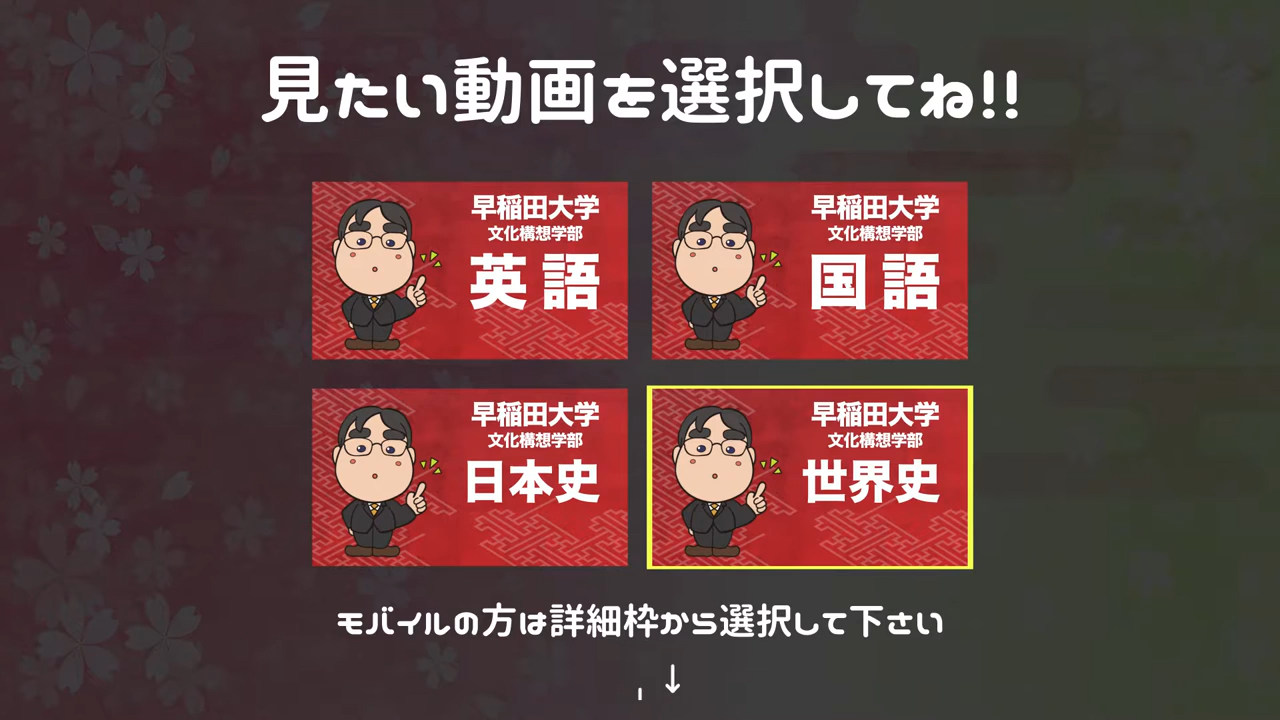 見たい動画を選択してね!!
早稲田大学
文化構想学部
英語
早稲田大学
文化構想学部
国語
早稲田大学
文化構想学部
日本史
早稲田大学
文化構想学部
世界史
モバイルの方は詳細枠から選択して下さい
↓